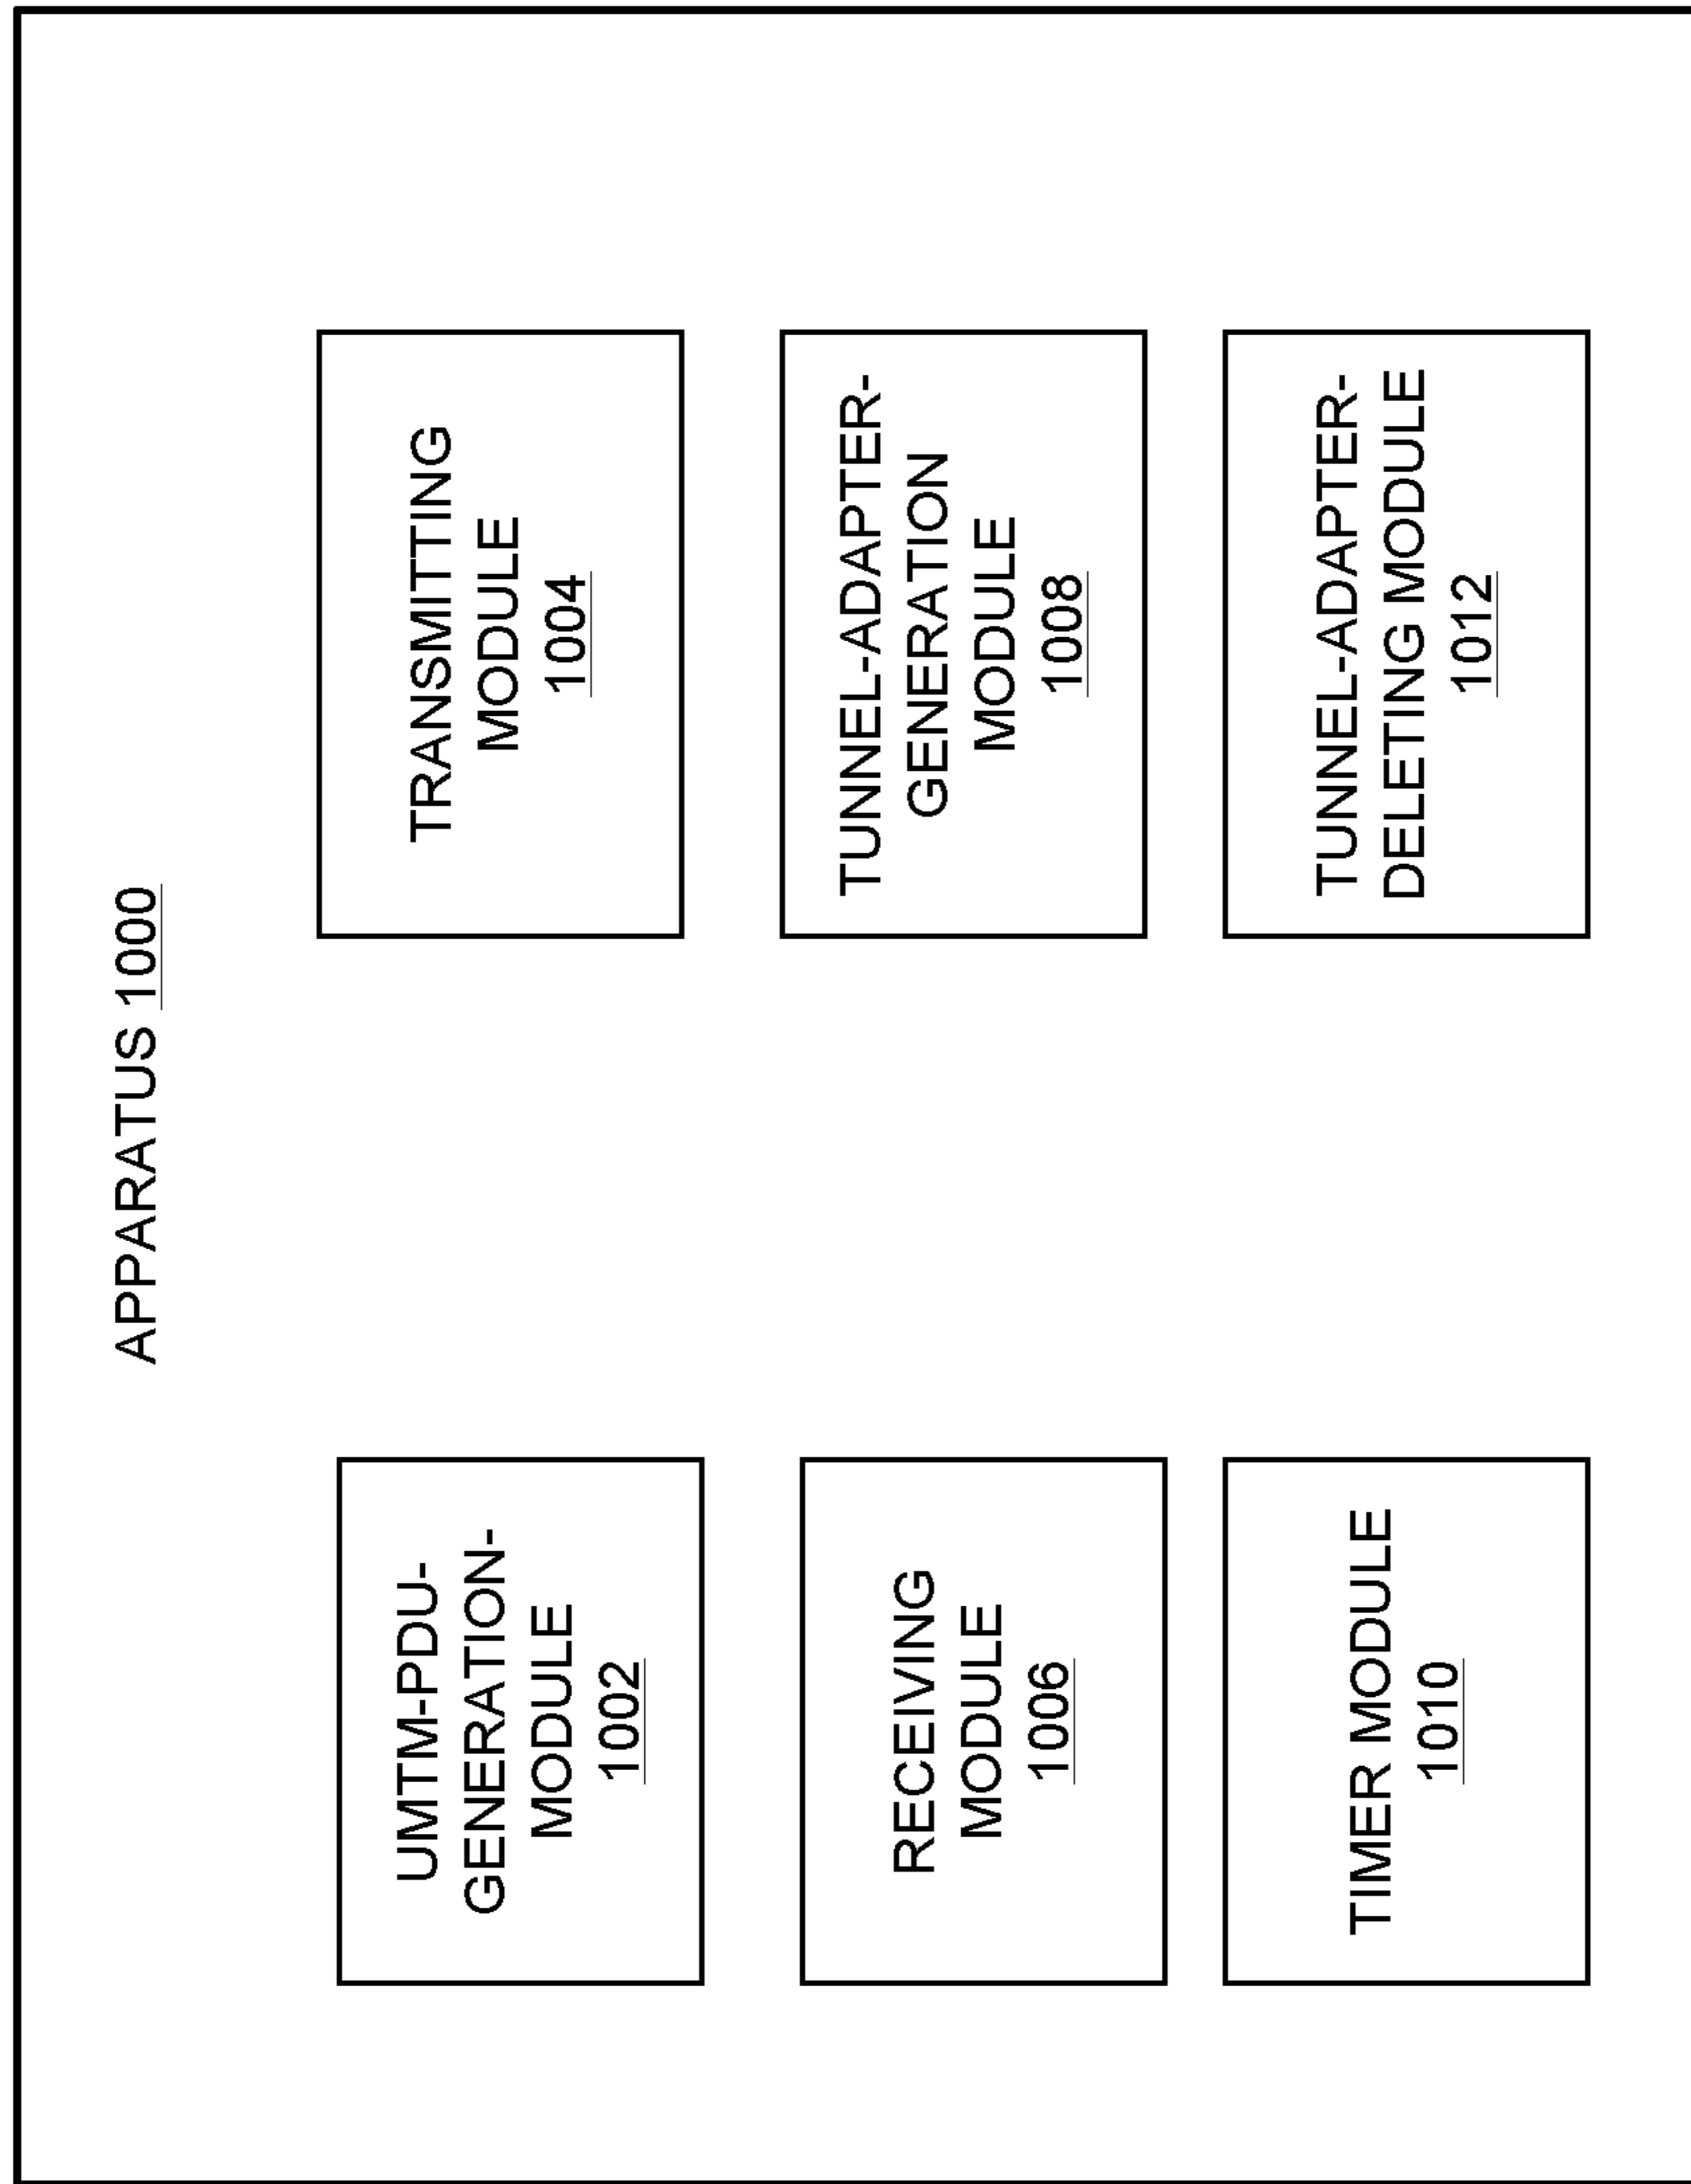 APPARATUS 1000
UMTM-PDU-
GENERATION-
MODULE
1002
TRANSMITTING
MODULE
1004
RECEIVING
MODULE
1006
TUNNEL-ADAPTER-
GENERATION
MODULE
1008
TIMER MODULE
1010
TUNNEL-ADAPTER-
DELETING MODULE
1012